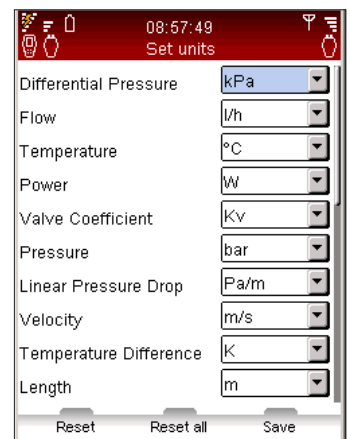 08:57:49
Set units
Differential Pressure kPa
Flow l/h
Temperature °C
Power W
Valve Coefficient Kv
Pressure bar
Linear Pressure Drop Pa/m
Velocity m/s
Temperature Difference K
Length m
Reset Reset all Save